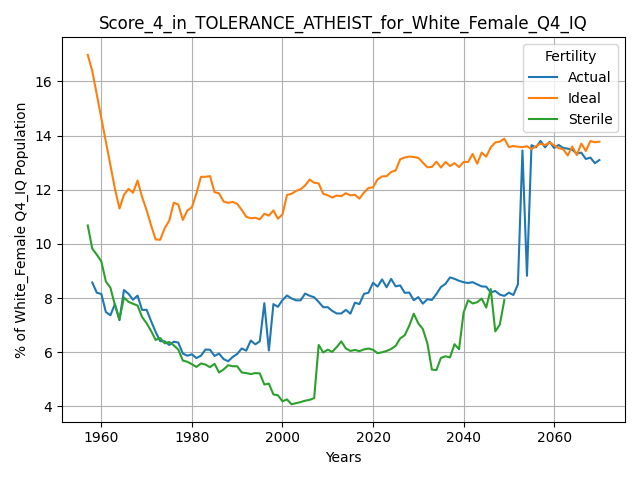 Score_4_in_TOLERANCE_ATHEIST_for_White_Female_Q4_IQ
Fertility
Actual
Ideal
Sterile
% of White_Female Q4_IQ Population
16
14
12
10
8
6
4
1960
1980
2000
2020
2040
2060
Years